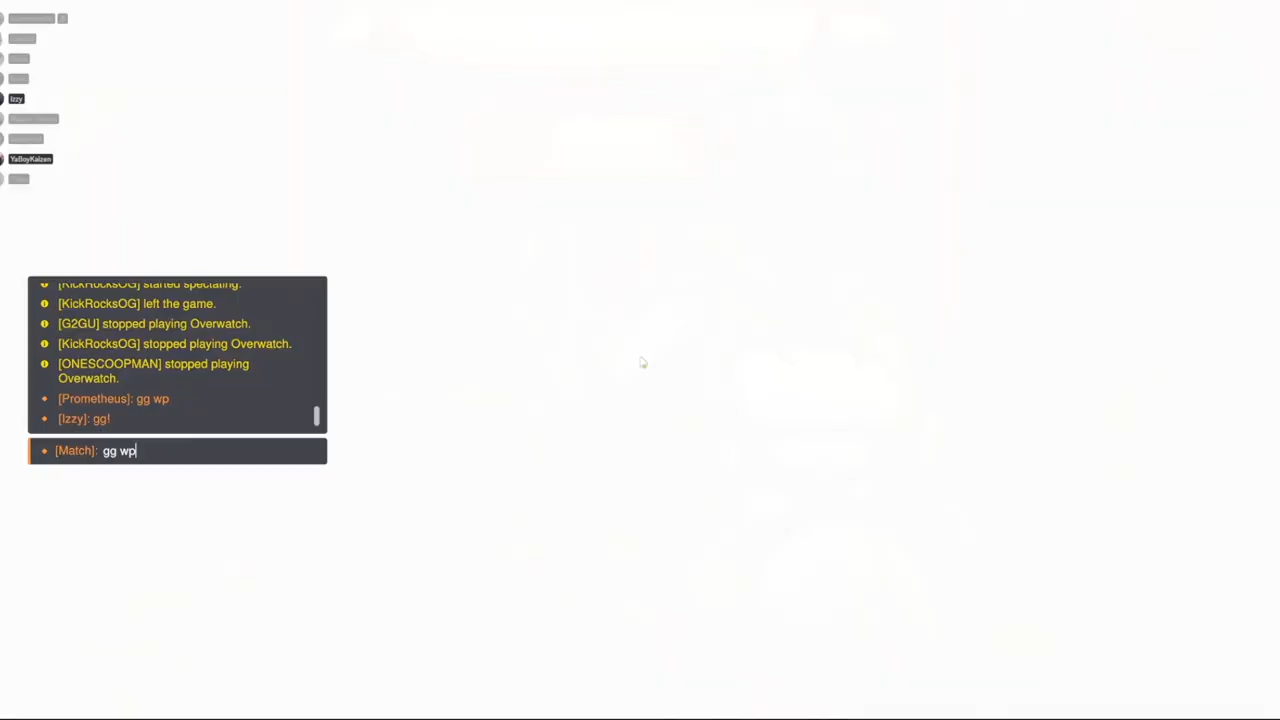 Izzy
YaBoyKaizen
[KickRocksOG] started spectating.
[KickRocksOG] left the game.
[G2GU] stopped playing Overwatch.
[KickRocksOG] stopped playing Overwatch.
[ONESCOOPMAN] stopped playing
Overwatch.
[Prometheus]: gg wp
[Izzy]: gg!
[Match]: gg wp